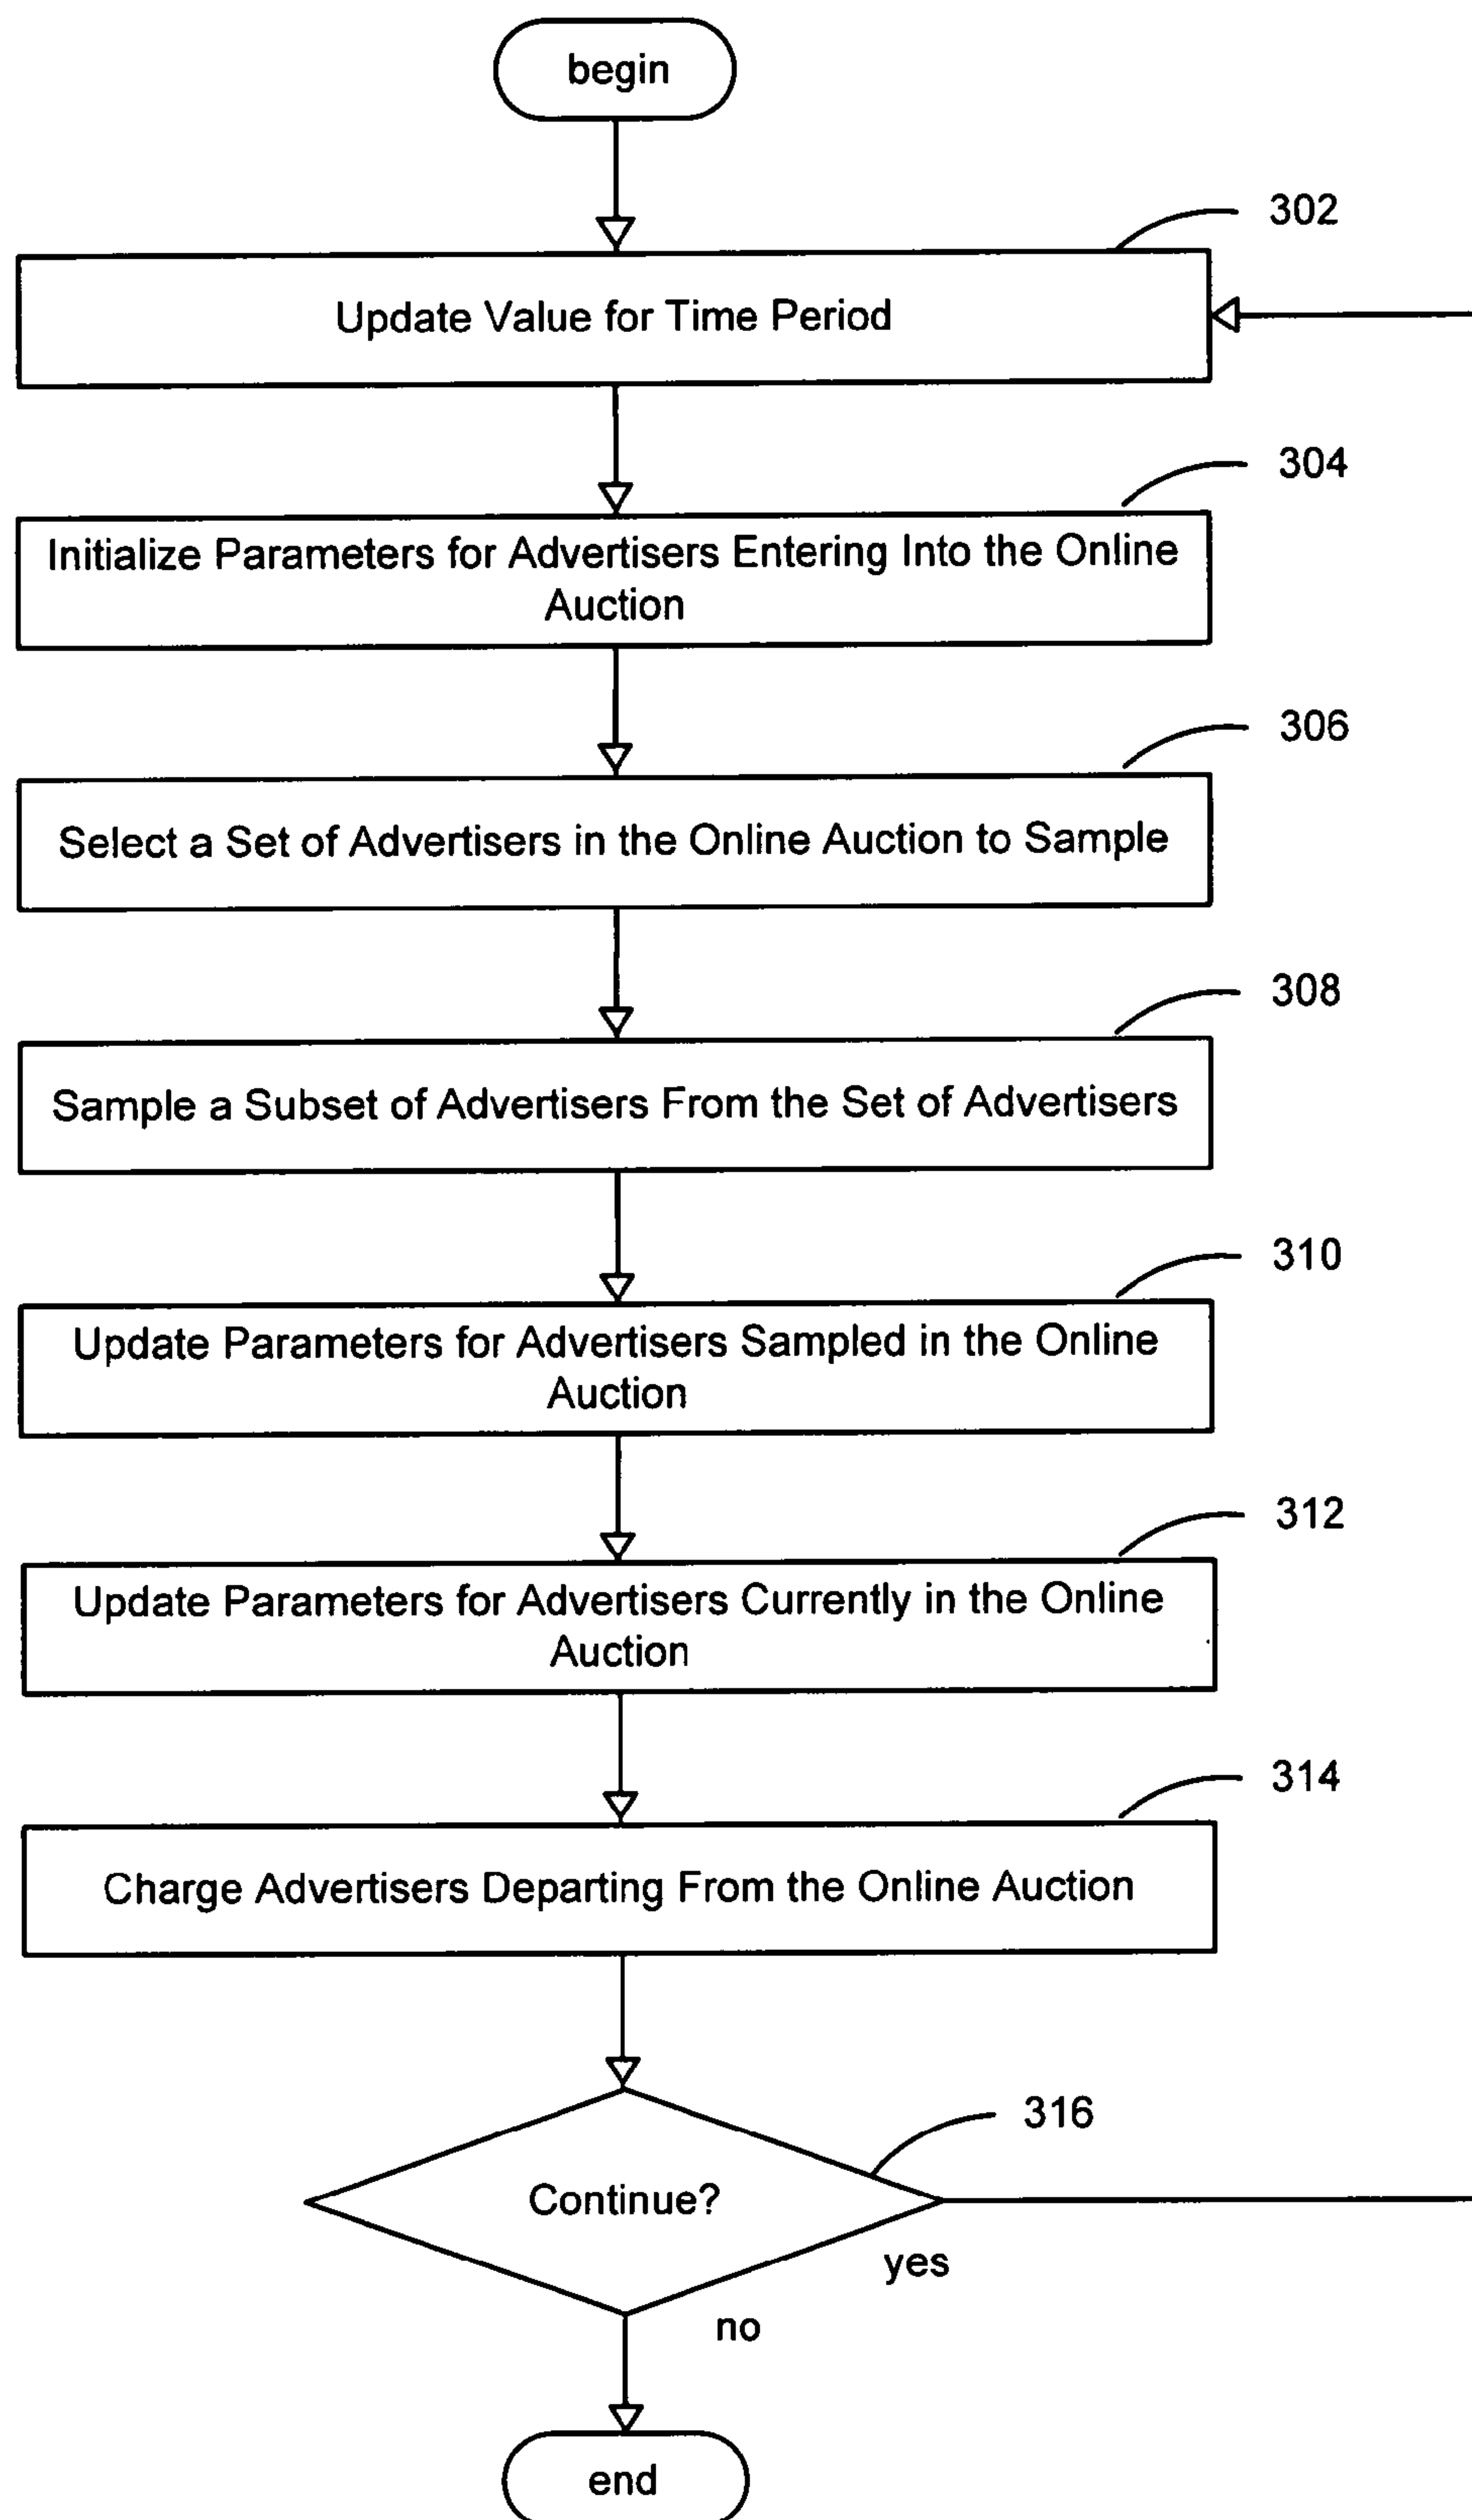 begin
302
Update Value for Time Period
304
Initialize Parameters for Advertisers Entering Into the Online
Auction
306
Select a Set of Advertisers in the Online Auction to Sample
308
Sample a Subset of Advertisers From the Set of Advertisers
310
Update Parameters for Advertisers Sampled in the Online
Auction
312
Update Parameters for Advertisers Currently in the Online
Auction
314
Charge Advertisers Departing From the Online Auction
316
Continue?
yes
no
end